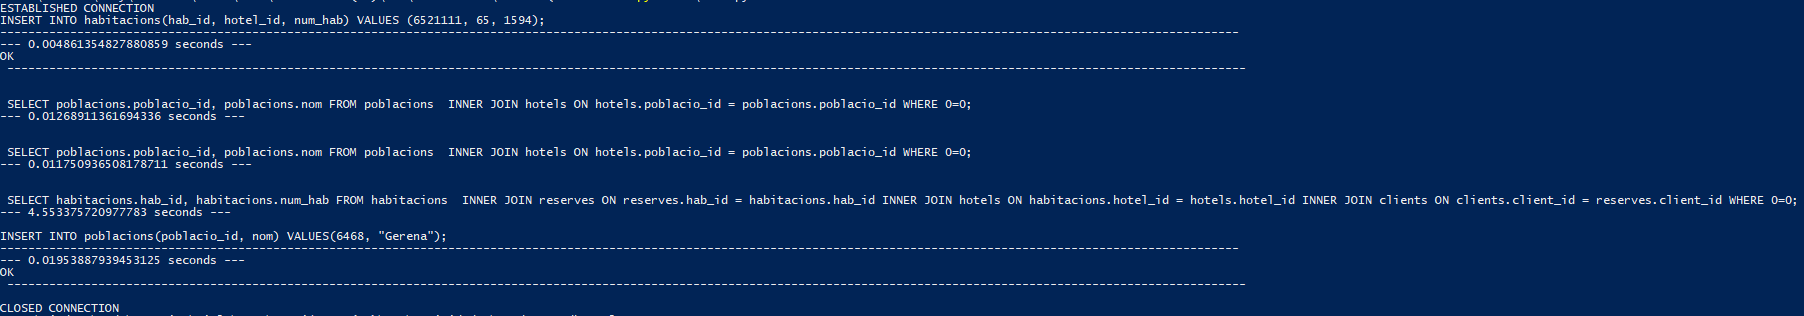 ESTABLISHED CONNECTION
INSERT INTO habitacions(hab_id, hotel_id, num_hab) VALUES (6521111, 65, 1594);
---------------------------------------------------------------------------------------------------------------------------------------------------------------------------------
--- 0.004861354827880859 seconds ---
OK
---------------------------------------------------------------------------------------------------------------------------------------------------------------------------------
SELECT poblacions.poblacio_id, poblacions.nom FROM poblacions  INNER JOIN hotels ON hotels.poblacio_id = poblacions.poblacio_id WHERE 0=0;
--- 0.01268911361694336 seconds ---
SELECT poblacions.poblacio_id, poblacions.nom FROM poblacions  INNER JOIN hotels ON hotels.poblacio_id = poblacions.poblacio_id WHERE 0=0;
--- 0.011750936508178711 seconds ---
SELECT habitacions.hab_id, habitacions.num_hab FROM habitacions  INNER JOIN reserves ON reserves.hab_id = habitacions.hab_id INNER JOIN hotels ON habitacions.hotel_id = hotels.hotel_id INNER JOIN clients ON clients.client_id = reserves.client_id WHERE 0=0;
--- 4.553375720977783 seconds ---
INSERT INTO poblacions(poblacio_id, nom) VALUES(6468, "Gerena");
---------------------------------------------------------------------------------------------------------------------------------------------------------------------------------
--- 0.01953887939453125 seconds ---
OK
---------------------------------------------------------------------------------------------------------------------------------------------------------------------------------
CLOSED CONNECTION